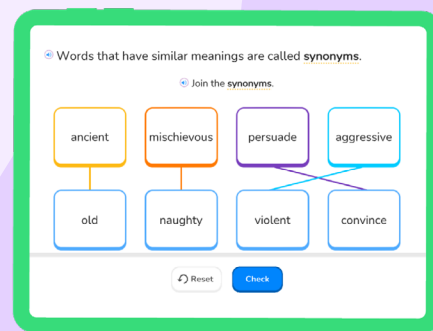 Words that have similar meanings are called synonyms.
Join the synonyms.
ancient mischievous persuade aggressive
old naughty violent convince
Reset Check